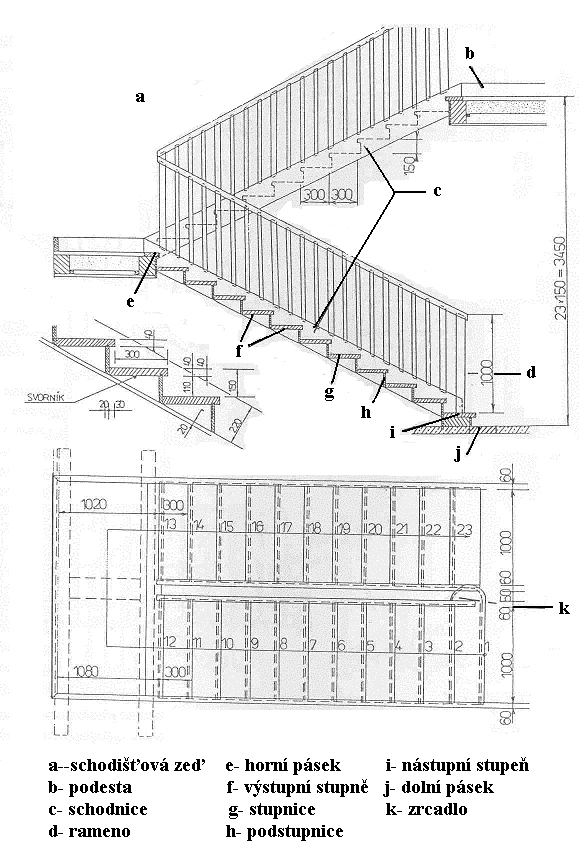 b
a
150
300 300
c
23×150=3450
e
f
g
h
1000
d
i
j
40
300
40
40
110
150
SVORNÍK
20 30
20
220
60
1020
300
13 14 15 16 17 18 19 20 21 22 23
1000
60
60
k
12 11 10 9 8 7 6 5 4 3 2 1
1080
300
1000
60
a--schodišťová zeď e- horní pásek i- nástupní stupeň
b- podesta f- výstupní stupně j- dolní pásek
c- schodnice g- stupnice k- zrcadlo
d- rameno h- podstupnice